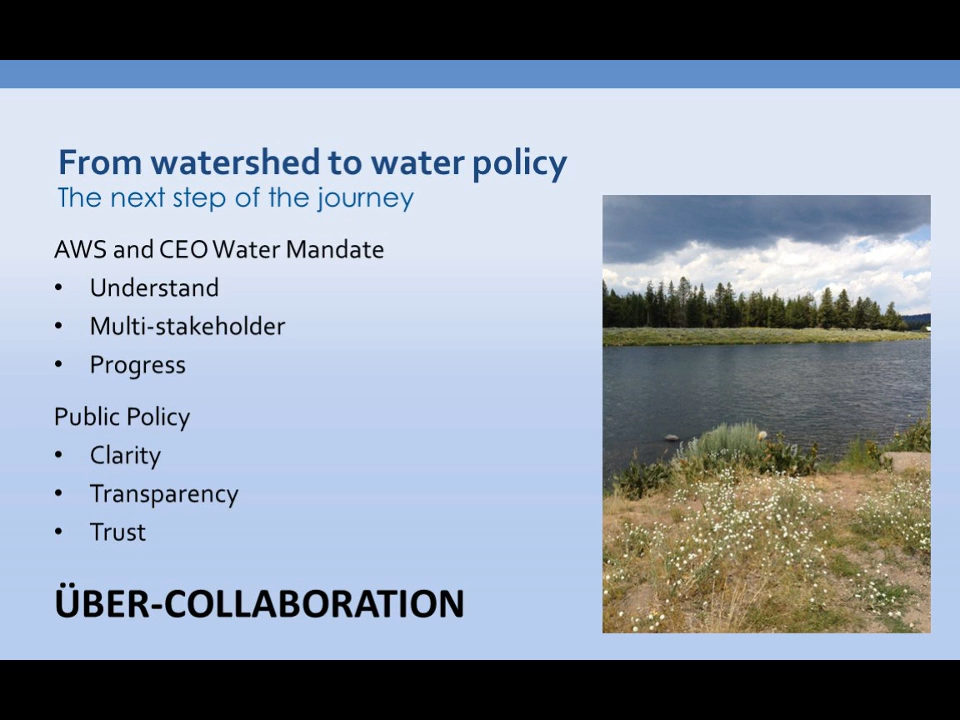 From watershed to water policy
The next step of the journey
AWS and CEO Water Mandate
• Understand
• Multi-stakeholder
• Progress
Public Policy
• Clarity
• Transparency
• Trust
ÜBER-COLLABORATION